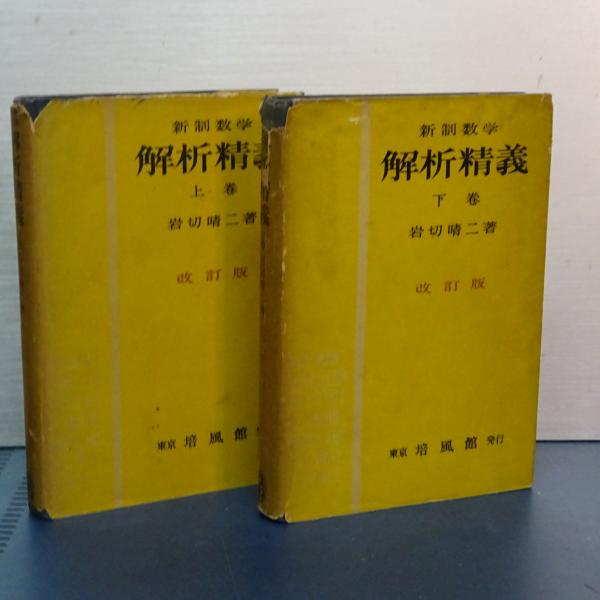 新制数学
解析精義
上巻
岩切晴二著
改訂版
東京 培風館
新制数学
解析精義
下巻
岩切晴二著
改訂版
東京 培風館 発行